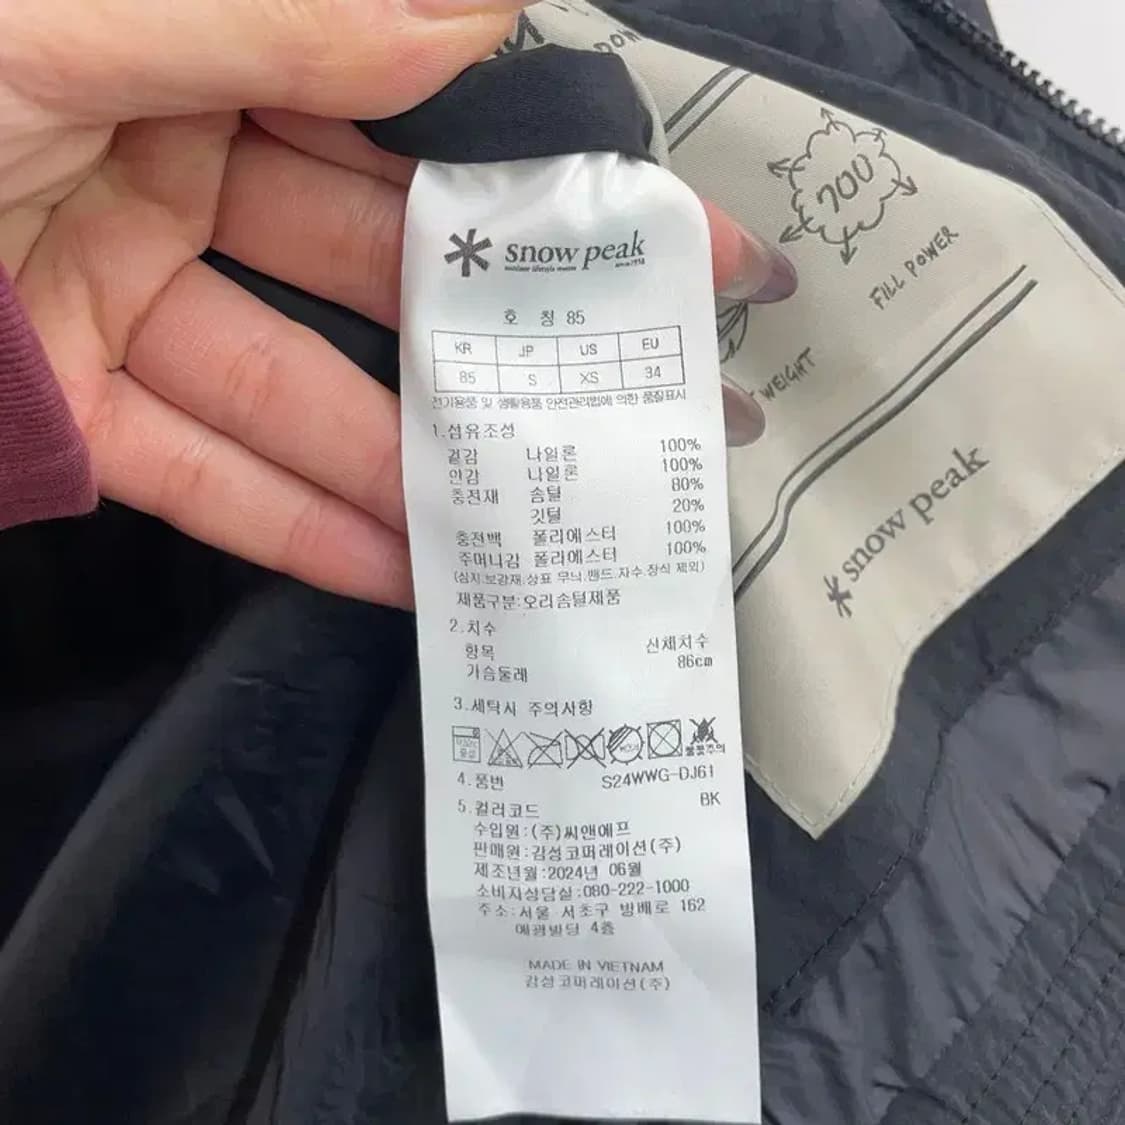 snow peak
호 칭 85
KR JP US EU
85 S XS 34
전기용품 및 생활용품 안전관리법에 의한 품질표시
1.섬유조성
겉감 나일론 100%
안감 나일론 100%
충전재 솜털 80%
깃털 20%
충전백 폴리에스터 100%
주머니감 폴리에스터 100%
(심지.보강재.상표 무늬.밴드.자수.장식 제외)
제품구분:오리솜털제품
2.치수
항목 신체치수
가슴둘레 86cm
3.세탁시 주의사항
불꽃주의
4.품번 S24WWG-DJ61
BK
5.컬러코드
수입원:(주)씨앤에프
판매원:감성코퍼레이션(주)
제조년월:2024년 06월
소비자상담실:080-222-1000
주소:서울 서초구 방배로 162
예광빌딩 4층
MADE IN VIETNAM
감성코퍼레이션(주)
700
FILL POWER
WEIGHT
snow peak